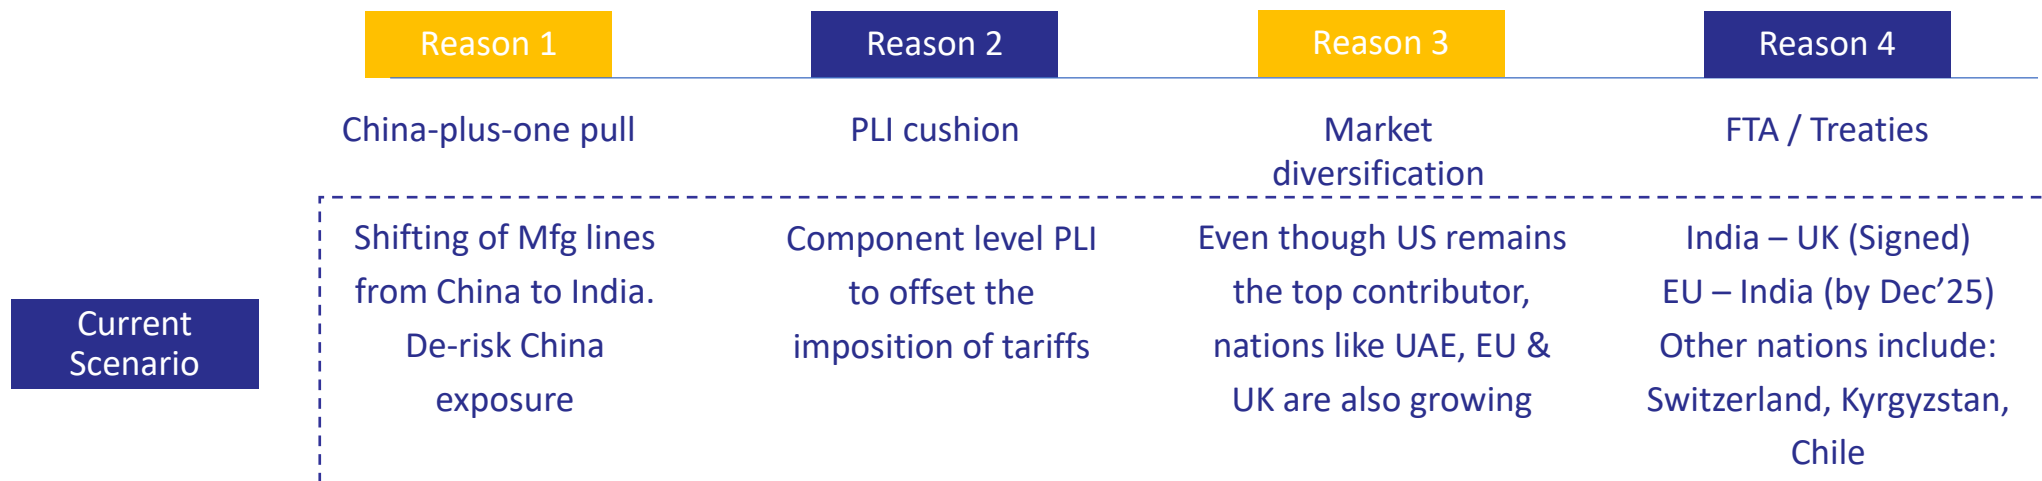 Reason 1
Reason 2
Reason 3
Reason 4
China-plus-one pull
PLI cushion
Market
diversification
FTA / Treaties
Current
Scenario
Shifting of Mfg lines
from China to India.
De-risk China
exposure
Component level PLI
to offset the
imposition of tariffs
Even though US remains
the top contributor,
nations like UAE, EU &
UK are also growing
India – UK (Signed)
EU – India (by Dec’25)
Other nations include:
Switzerland, Kyrgyzstan,
Chile